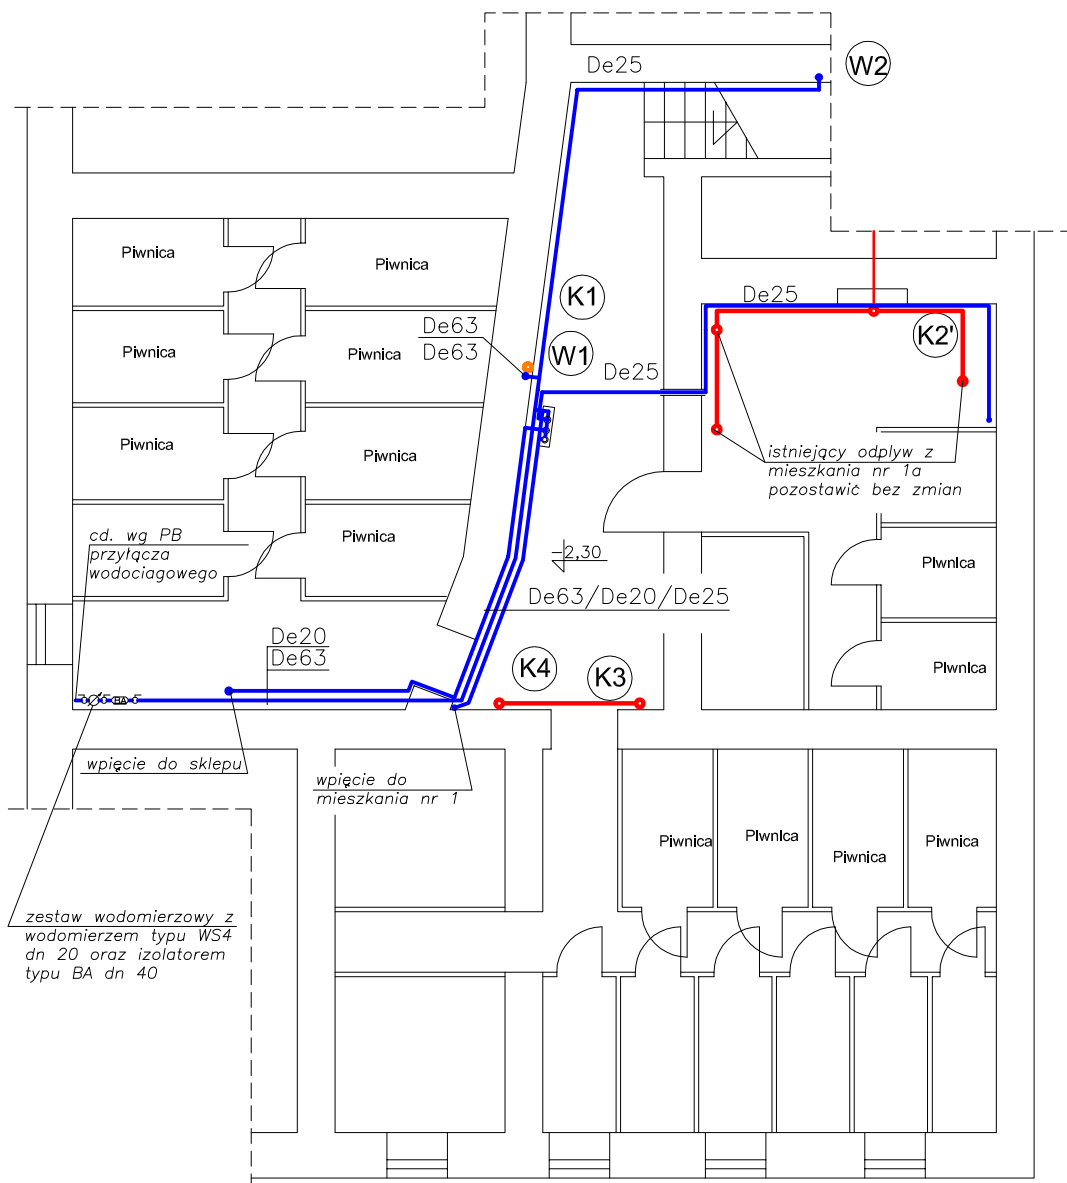 De25
W2
Piwnica
Piwnica
K1
De25
De63
De63
W1
K2'
Piwnica
Piwnica
De25
Piwnica
Piwnica
istniejący odpływ z
mieszkania nr 1a
pozostawić bez zmian
cd. wg PB
przyłącza
wodociagowego
Piwnica
-2,30
Piwnica
De63/De20/De25
De20
De63
K4
K3
Piwnica
BA
wpięcie do sklepu
wpięcie do
mieszkania nr 1
Piwnica
Piwnica
Piwnica
Piwnica
zestaw wodomierzowy z
wodomierzem typu WS4
dn 20 oraz izolatorem
typu BA dn 40